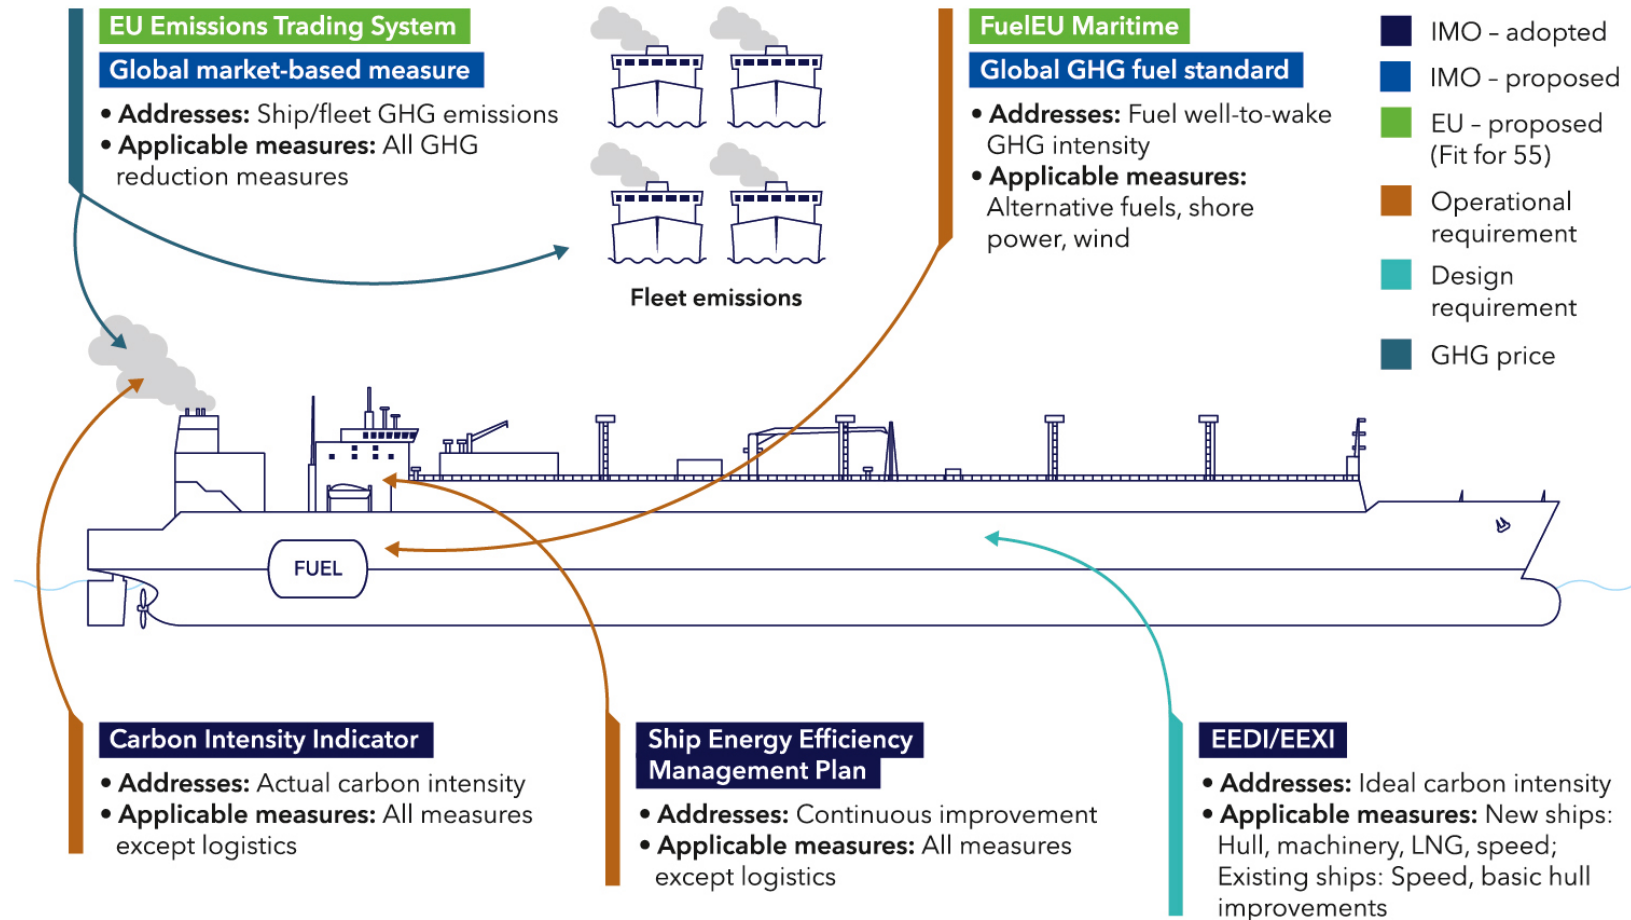 EU Emissions Trading System
Global market-based measure
• Addresses: Ship/fleet GHG emissions
• Applicable measures: All GHG
reduction measures
Fleet emissions
FuelEU Maritime
Global GHG fuel standard
• Addresses: Fuel well-to-wake
GHG intensity
• Applicable measures:
Alternative fuels, shore
power, wind
IMO – adopted
IMO – proposed
EU – proposed
(Fit for 55)
Operational
requirement
Design
requirement
GHG price
FUEL
Carbon Intensity Indicator
• Addresses: Actual carbon intensity
• Applicable measures: All measures
except logistics
Ship Energy Efficiency
Management Plan
• Addresses: Continuous improvement
• Applicable measures: All measures
except logistics
EEDI/EEXI
• Addresses: Ideal carbon intensity
• Applicable measures: New ships:
Hull, machinery, LNG, speed;
Existing ships: Speed, basic hull
improvements